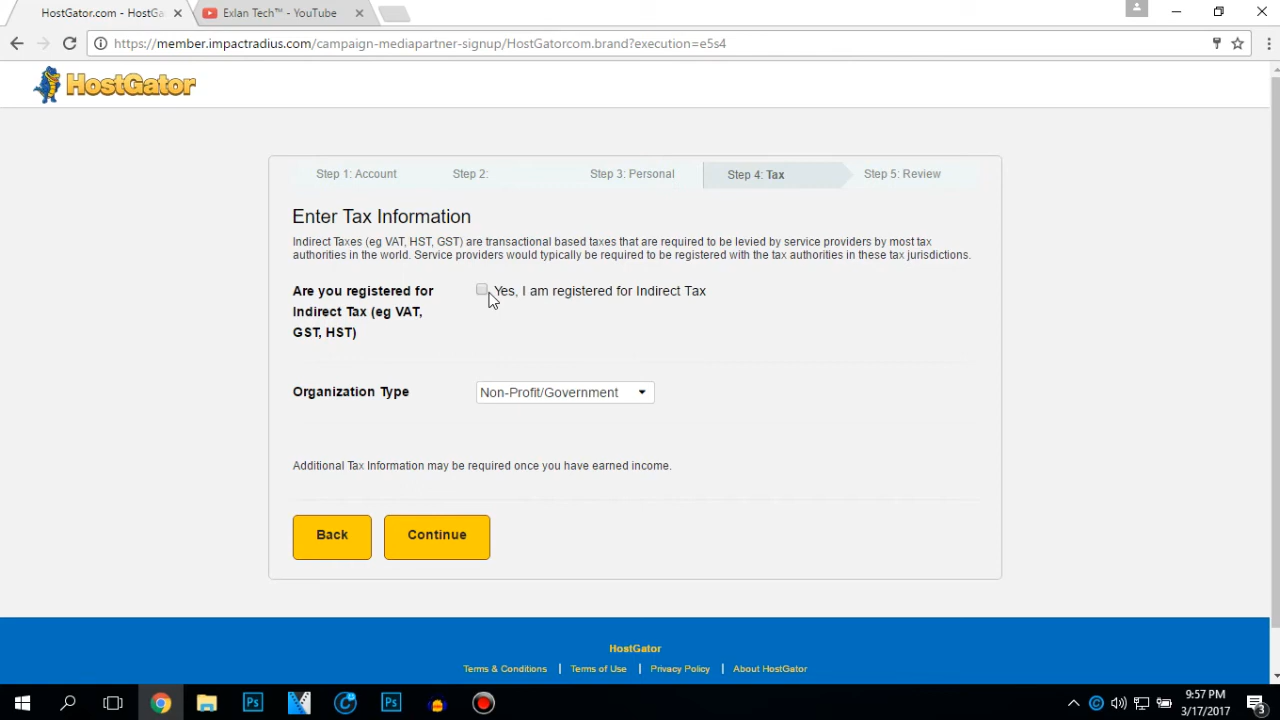 HostGator.com - HostGa
Exlan Tech™ - YouTube
https://member.impactradius.com/campaign-mediapartner-signup/HostGatorcom.brand?execution=e5s4
HostGator
Step 1: Account
Step 2:
Step 3: Personal
Step 4: Tax
Step 5: Review
Enter Tax Information
Indirect Taxes (eg VAT, HST, GST) are transactional based taxes that are required to be levied by service providers by most tax
authorities in the world. Service providers would typically be required to be registered with the tax authorities in these tax jurisdictions.
Are you registered for
Indirect Tax (eg VAT,
GST, HST)
Yes, I am registered for Indirect Tax
Organization Type
Non-Profit/Government
Additional Tax Information may be required once you have earned income.
Back
Continue
HostGator
Terms & Conditions | Terms of Use | Privacy Policy | About HostGator
Ps
Ps
9:57 PM
3/17/2017
3